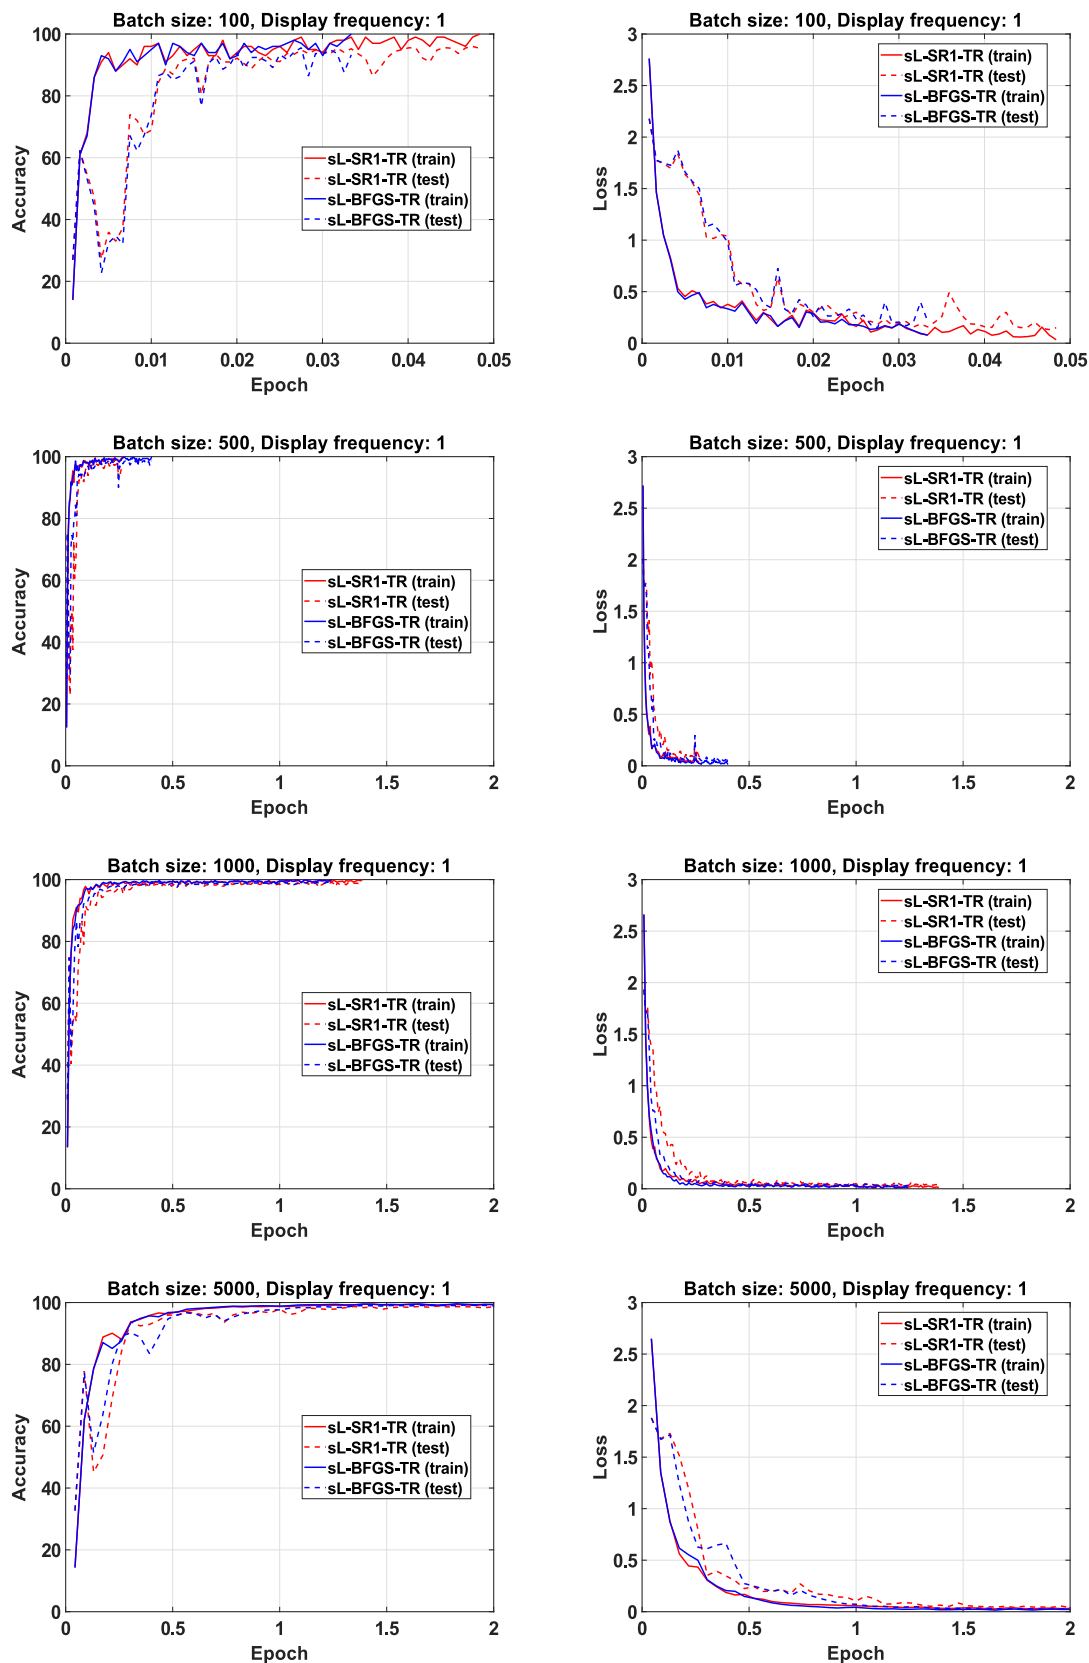 Batch size: 100, Display frequency: 1
100
80
60
40
20
0
Accuracy
sL-SR1-TR (train)
sL-SR1-TR (test)
sL-BFGS-TR (train)
sL-BFGS-TR (test)
0 0.01 0.02 0.03 0.04 0.05
Epoch
Batch size: 100, Display frequency: 1
3
2.5
2
1.5
1
0.5
0
Loss
sL-SR1-TR (train)
sL-SR1-TR (test)
sL-BFGS-TR (train)
sL-BFGS-TR (test)
0 0.01 0.02 0.03 0.04 0.05
Epoch
Batch size: 500, Display frequency: 1
100
80
60
40
20
0
Accuracy
sL-SR1-TR (train)
sL-SR1-TR (test)
sL-BFGS-TR (train)
sL-BFGS-TR (test)
0 0.5 1 1.5 2
Epoch
Batch size: 500, Display frequency: 1
3
2.5
2
1.5
1
0.5
0
Loss
sL-SR1-TR (train)
sL-SR1-TR (test)
sL-BFGS-TR (train)
sL-BFGS-TR (test)
0 0.5 1 1.5 2
Epoch
Batch size: 1000, Display frequency: 1
100
80
60
40
20
0
Accuracy
sL-SR1-TR (train)
sL-SR1-TR (test)
sL-BFGS-TR (train)
sL-BFGS-TR (test)
0 0.5 1 1.5 2
Epoch
Batch size: 1000, Display frequency: 1
3
2.5
2
1.5
1
0.5
0
Loss
sL-SR1-TR (train)
sL-SR1-TR (test)
sL-BFGS-TR (train)
sL-BFGS-TR (test)
0 0.5 1 1.5 2
Epoch
Batch size: 5000, Display frequency: 1
100
80
60
40
20
0
Accuracy
sL-SR1-TR (train)
sL-SR1-TR (test)
sL-BFGS-TR (train)
sL-BFGS-TR (test)
0 0.5 1 1.5 2
Epoch
Batch size: 5000, Display frequency: 1
3
2.5
2
1.5
1
0.5
0
Loss
sL-SR1-TR (train)
sL-SR1-TR (test)
sL-BFGS-TR (train)
sL-BFGS-TR (test)
0 0.5 1 1.5 2
Epoch